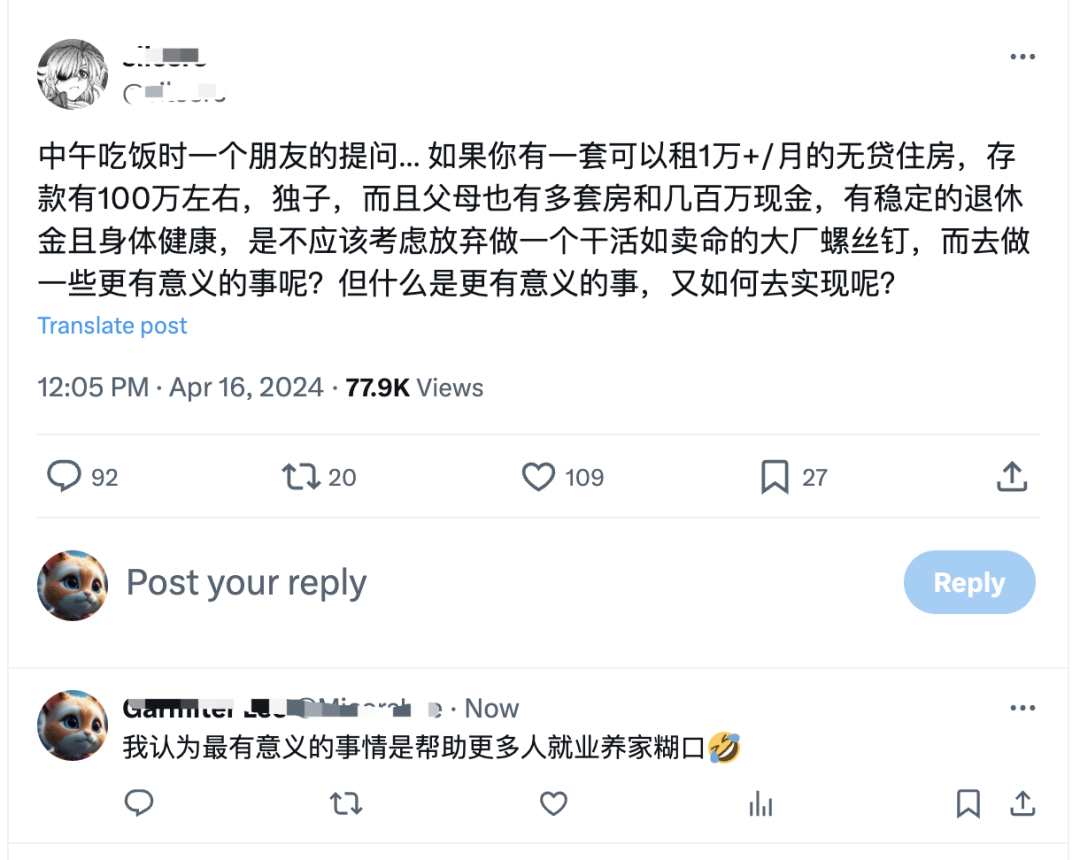 中午吃饭时一个朋友的提问... 如果你有一套可以租1万+/月的无贷住房，存
款有100万左右，独子，而且父母也有多套房和几百万现金，有稳定的退休
金且身体健康，是不应该考虑放弃做一个干活如卖命的大厂螺丝钉，而去做
一些更有意义的事呢？但什么是更有意义的事，又如何去实现呢？
Translate post
12:05 PM · Apr 16, 2024 · 77.9K Views
92 20 109 27
Post your reply Reply
· Now
我认为最有意义的事情是帮助更多人就业养家糊口🤣